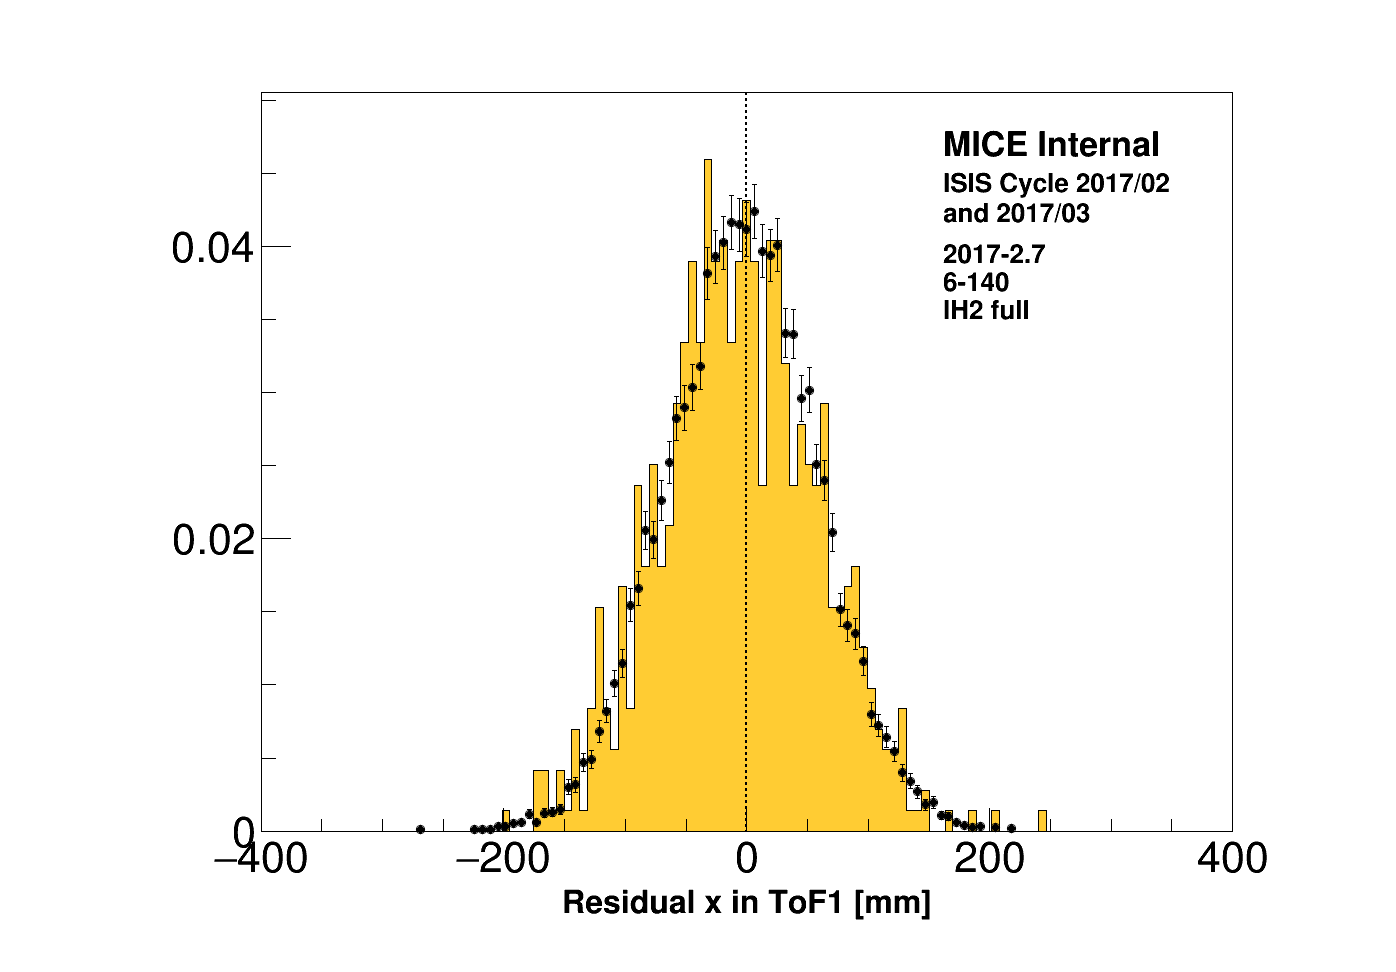 MICE Internal
ISIS Cycle 2017/02
and 2017/03
2017-2.7
6-140
lH2 full
0.04
0.02
0
−400 −200 0 200 400
Residual x in ToF1 [mm]